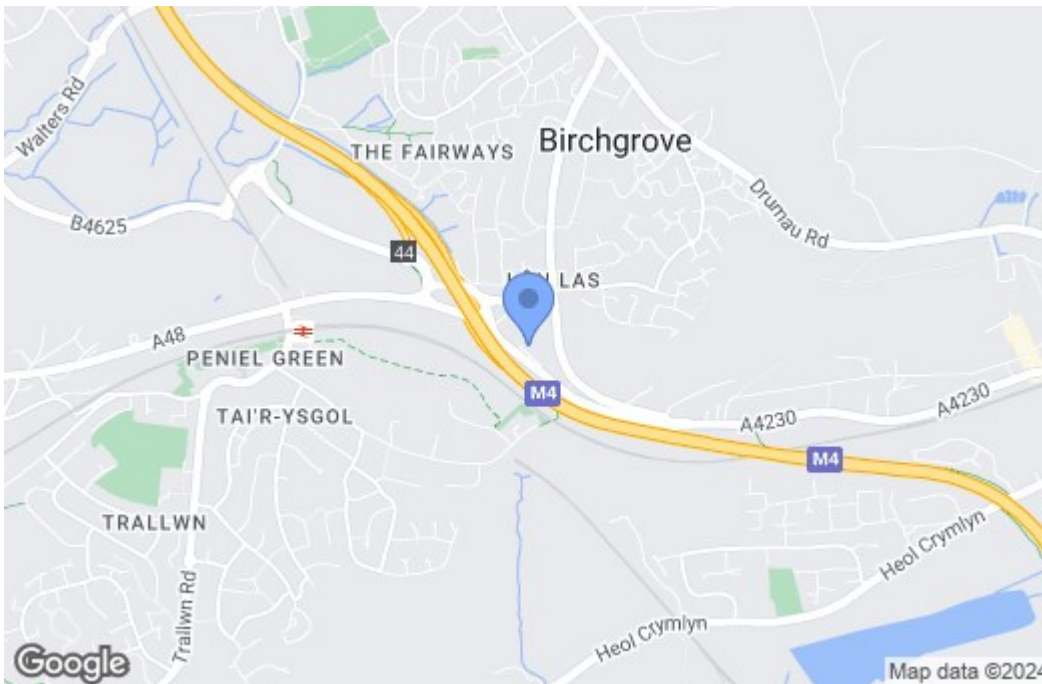 Walters Rd
THE FAIRWAYS
Birchgrove
Drumau Rd
B4625
44
LAS
A48
PENIEL GREEN
M4
TAI'R-YSGOL
A4230
A4230
M4
TRALLWN
Heol Crymlyn
Trallwn Rd
Heol Crymlyn
Google
Map data ©2024